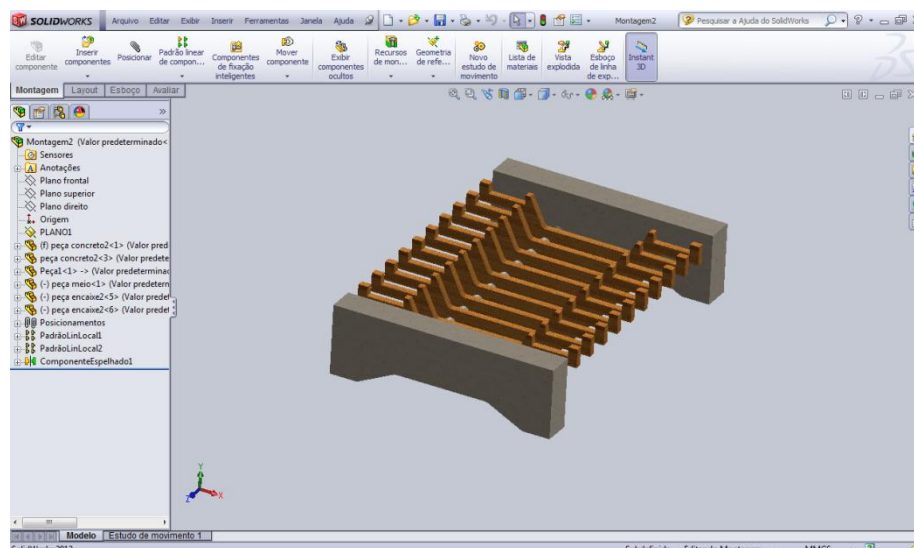 SOLIDWORKS Arquivo Editar Exibir Inserir Ferramentas Janela Ajuda Montagem2 Pesquisar a Ajuda do SolidWorks
Editar componente
Inserir componentes
Posicionar
Padrão linear de compon...
Componentes de fixação inteligentes
Mover componente
Exibir componentes ocultos
Recursos de mon...
Geometria de refe...
Novo estudo de movimento
Lista de materiais
Vista explodida
Esboço de linha de exp...
Instant 3D
Montagem Layout Esboço Avaliar
Montagem2 (Valor predeterminado<
Sensores
Anotações
Plano frontal
Plano superior
Plano direito
Origem
PLANO1
(f) peça concreto2<1> (Valor pred
peça concreto2<3> (Valor predete
Peça1<1> -> (Valor predeterminac
(-) peça meio<1> (Valor predetern
(-) peça encaixe2<5> (Valor predef
(-) peça encaixe2<6> (Valor predef
Posicionamentos
PadrãoLinLocal1
PadrãoLinLocal2
ComponenteEspelhado1
Y
Z X
Modelo Estudo de movimento 1